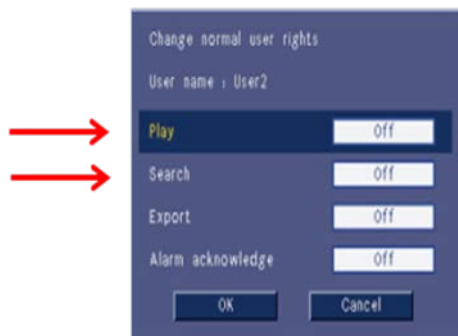 Change normal user rights
User name : User2
Play Off
Search Off
Export Off
Alarm acknowledge Off
OK Cancel